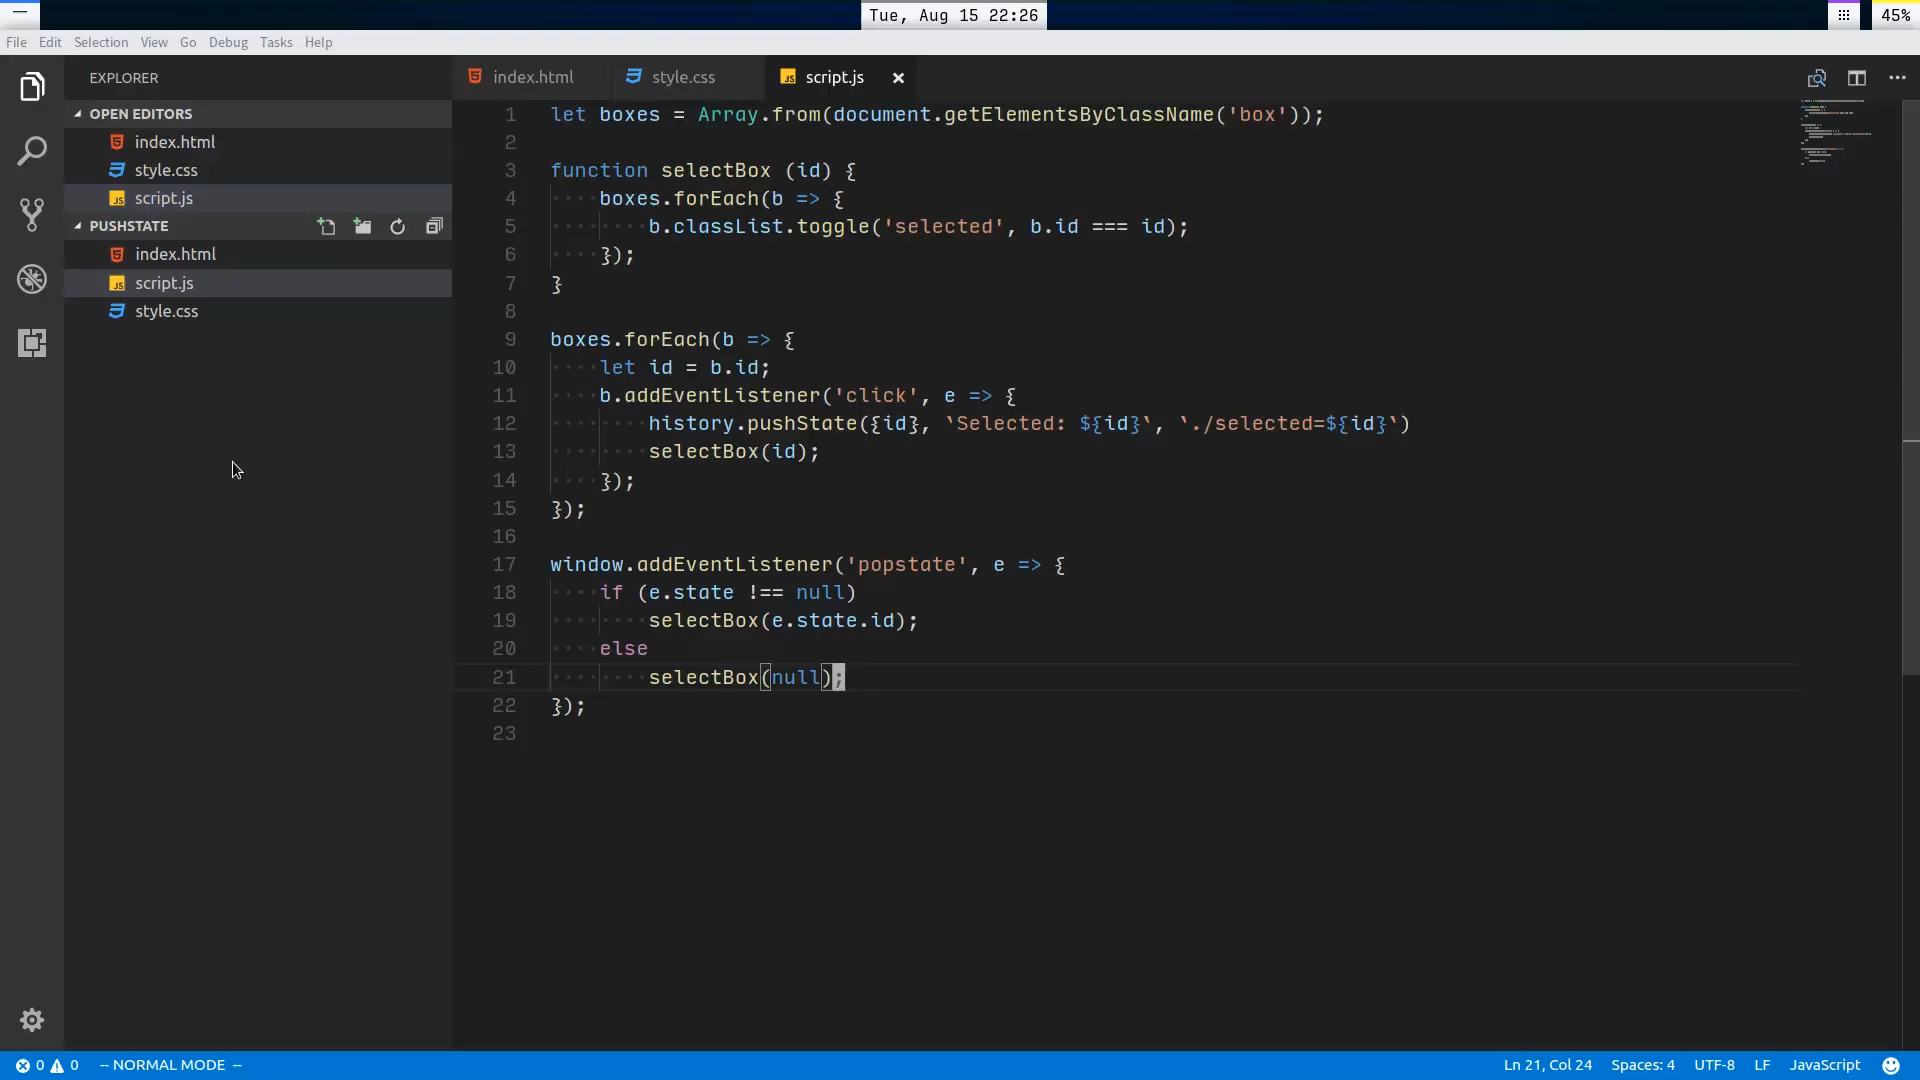 Tue, Aug 15 22:26
45%
File Edit Selection View Go Debug Tasks Help
EXPLORER
OPEN EDITORS
index.html
style.css
script.js
PUSHSTATE
index.html
script.js
style.css
index.html style.css script.js
1 let boxes = Array.from(document.getElementsByClassName('box'));
2
3 function selectBox (id) {
4 boxes.forEach(b => {
5 b.classList.toggle('selected', b.id === id);
6 });
7 }
8
9 boxes.forEach(b => {
10 let id = b.id;
11 b.addEventListener('click', e => {
12 history.pushState({id}, `Selected: ${id}`, `./selected=${id}`)
13 selectBox(id);
14 });
15 });
16
17 window.addEventListener('popstate', e => {
18 if (e.state !== null)
19 selectBox(e.state.id);
20 else
21 selectBox(null);
22 });
23
0 0 -- NORMAL MODE -- Ln 21, Col 24 Spaces: 4 UTF-8 LF JavaScript